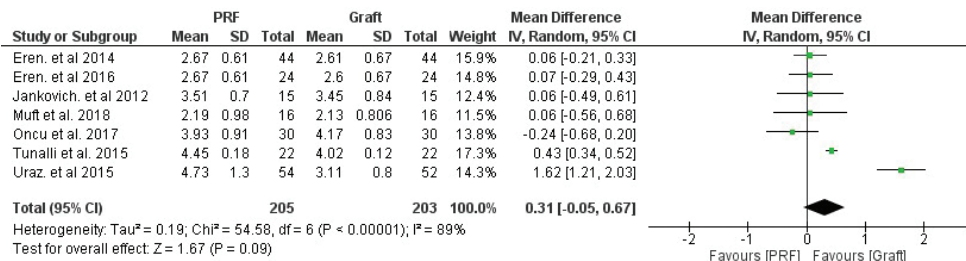 PRF Graft Mean Difference Mean Difference
Study or Subgroup Mean SD Total Mean SD Total Weight IV, Random, 95% CI IV, Random, 95% CI
Eren. et al 2014 2.67 0.61 44 2.61 0.67 44 15.9% 0.06 [-0.21, 0.33]
Eren. et al 2016 2.67 0.61 24 2.6 0.67 24 14.8% 0.07 [-0.29, 0.43]
Jankovich. et al 2012 3.51 0.7 15 3.45 0.84 15 12.4% 0.06 [-0.49, 0.61]
Muft et al. 2018 2.19 0.98 16 2.13 0.806 16 11.5% 0.06 [-0.56, 0.68]
Oncu et al. 2017 3.93 0.91 30 4.17 0.83 30 13.8% -0.24 [-0.68, 0.20]
Tunalli et al. 2015 4.45 0.18 22 4.02 0.12 22 17.3% 0.43 [0.34, 0.52]
Uraz. et al 2015 4.73 1.3 54 3.11 0.8 52 14.3% 1.62 [1.21, 2.03]
Total (95% CI) 205 203 100.0% 0.31 [-0.05, 0.67]
Heterogeneity: Tau² = 0.19; Chi² = 54.58, df = 6 (P < 0.00001); I² = 89%
Test for overall effect: Z = 1.67 (P = 0.09)
-2 -1 0 1 2
Favours [PRF] Favours [Graft]